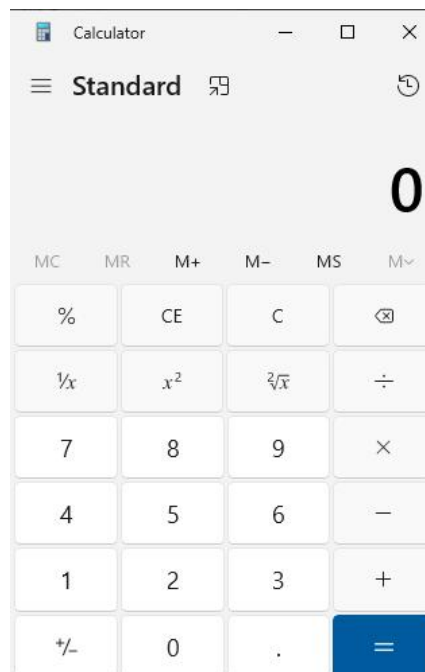 Calculator
Standard
0
MC MR M+ M− MS M
% CE C
¹⁄x x² ²√x ÷
7 8 9 ×
4 5 6 −
1 2 3 +
+/− 0 . =